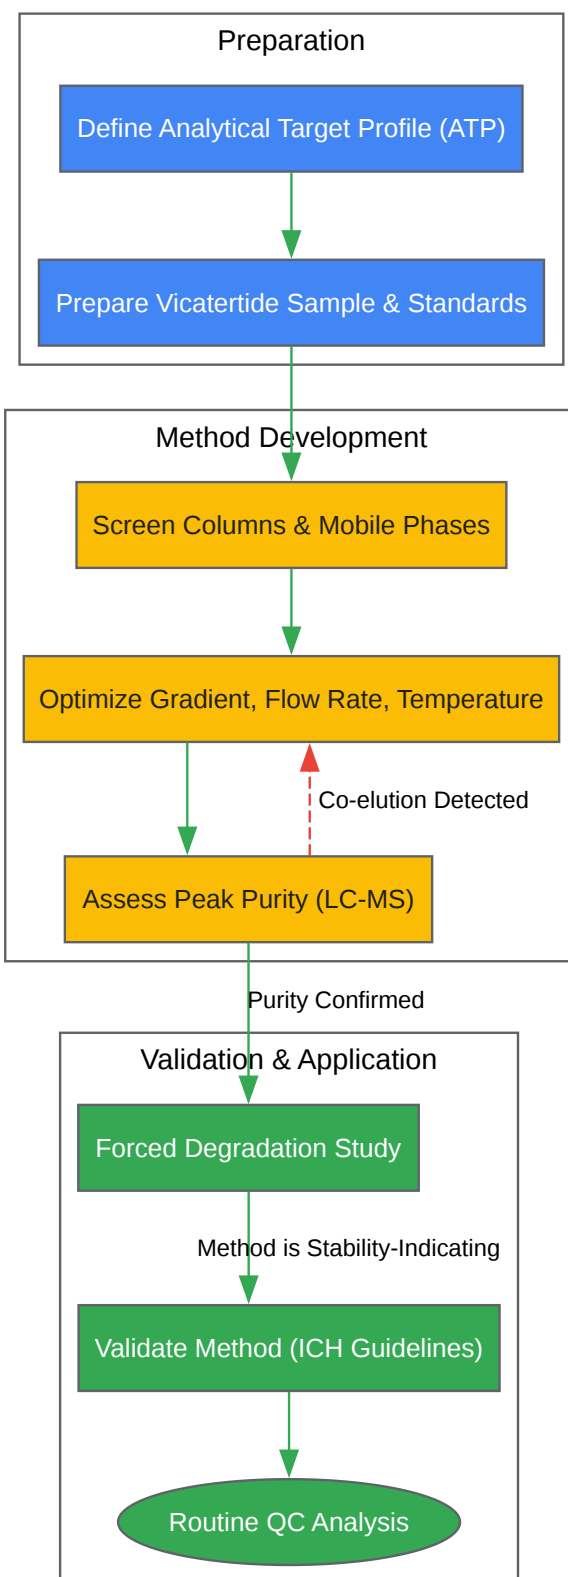 Preparation
Define Analytical Target Profile (ATP)
Prepare Vicatertide Sample & Standards
Method Development
Screen Columns & Mobile Phases
Optimize Gradient, Flow Rate, Temperature
Co-elution Detected
Assess Peak Purity (LC-MS)
Purity Confirmed
Validation & Application
Forced Degradation Study
Method is Stability-Indicating
Validate Method (ICH Guidelines)
Routine QC Analysis